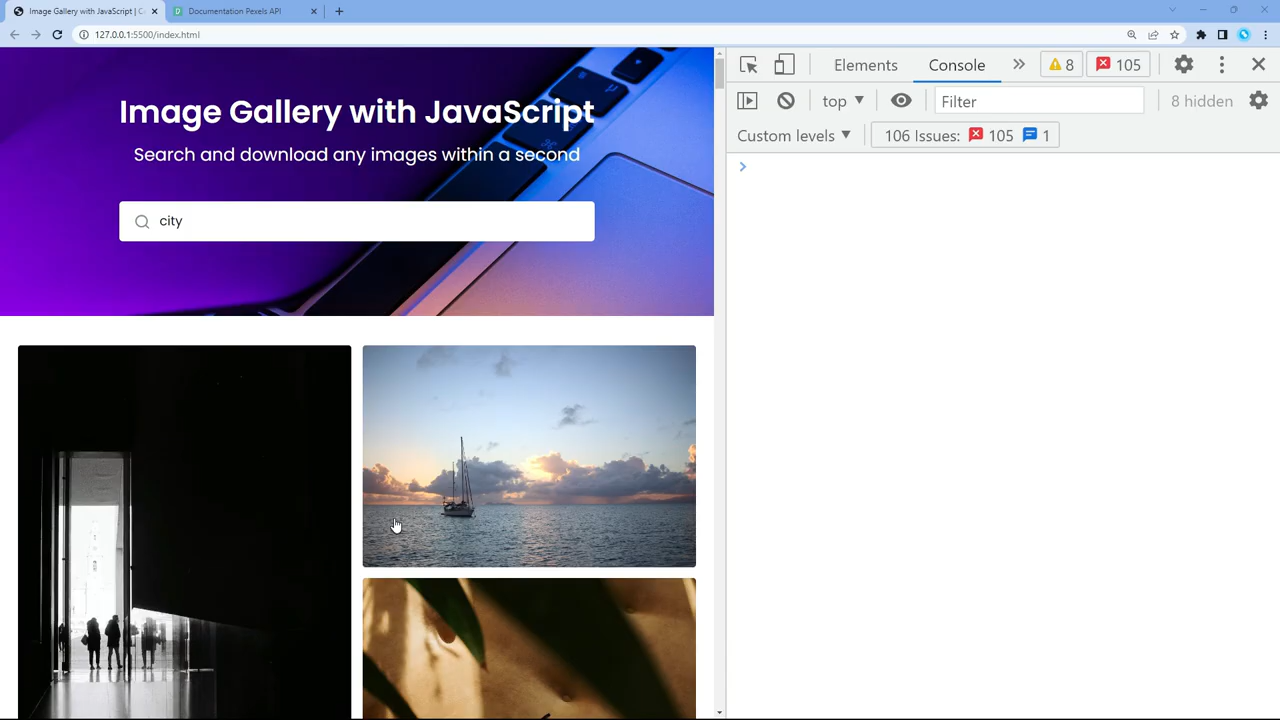 Image Gallery with JavaScript | C
Documentation Pexels API
127.0.0.1:5500/index.html
Image Gallery with JavaScript
Search and download any images within a second
city
Elements
Console
8
105
top
Filter
8 hidden
Custom levels
106 Issues:
105
1